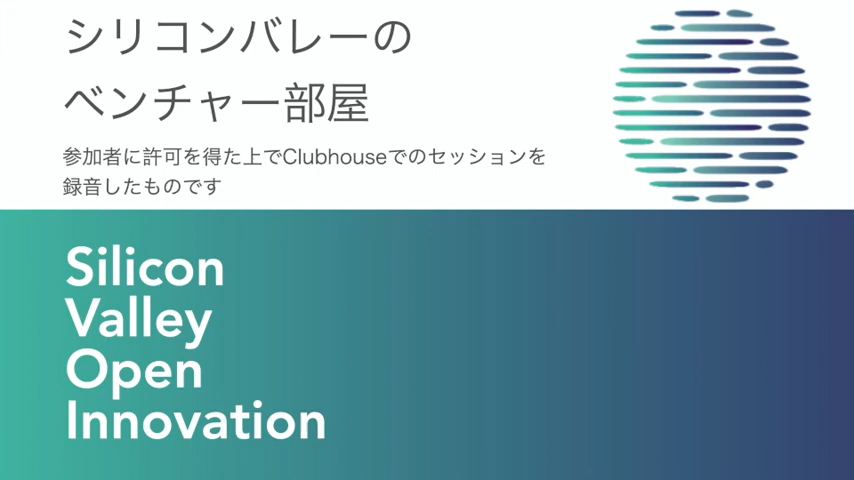 シリコンバレーの
ベンチャー部屋
参加者に許可を得た上でClubhouseでのセッションを
録音したものです
Silicon
Valley
Open
Innovation